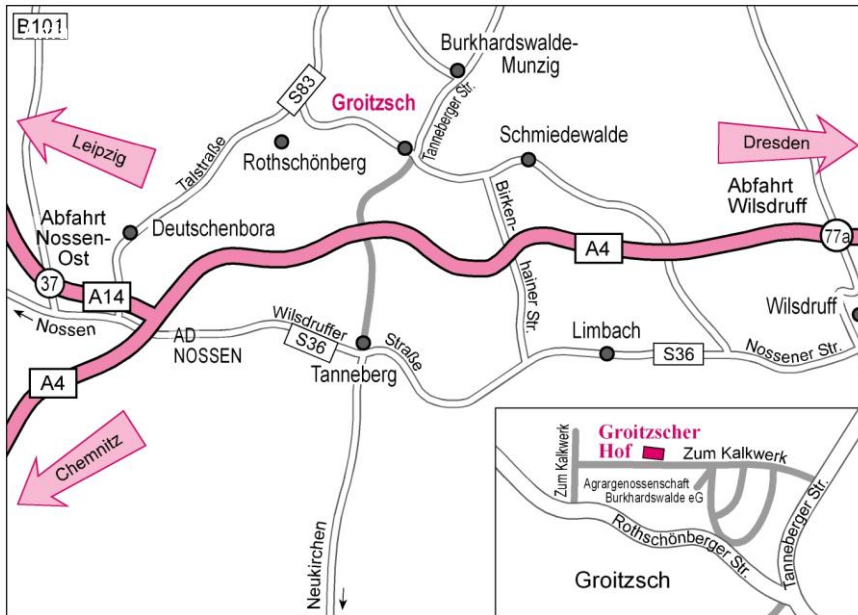 B101
Burkhardswalde-
Munzig
S83
Groitzsch
Tanneberger Str.
Schmiedewalde
Leipzig
Dresden
Talstraße
Rothschönberg
Birken-
hainer Str.
Abfahrt
Wilsdruff
Abfahrt
Nossen-
Ost
Deutschenbora
77a
A4
37
A14
Nossen
Wilsdruff
AD
NOSSEN
Wilsdruffer
Straße
S36
Limbach
S36
Nossener Str.
Tanneberg
A4
Chemnitz
Neukirchen
Groitzscher
Hof
Zum Kalkwerk
Zum Kalkwerk
Agrargenossenschaft
Burkhardswalde eG
Rothschönberger Str.
Tanneberger Str.
Groitzsch